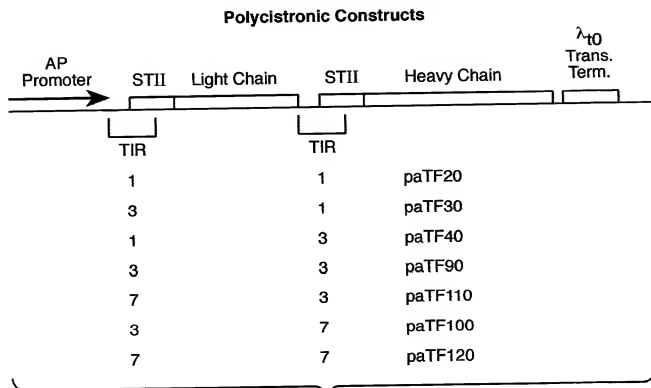 Polycistronic Constructs
AP
Promoter
STII
Light Chain
STII
Heavy Chain
λt0
Trans.
Term.
TIR
TIR
1 1 paTF20
3 1 paTF30
1 3 paTF40
3 3 paTF90
7 3 paTF110
3 7 paTF100
7 7 paTF120